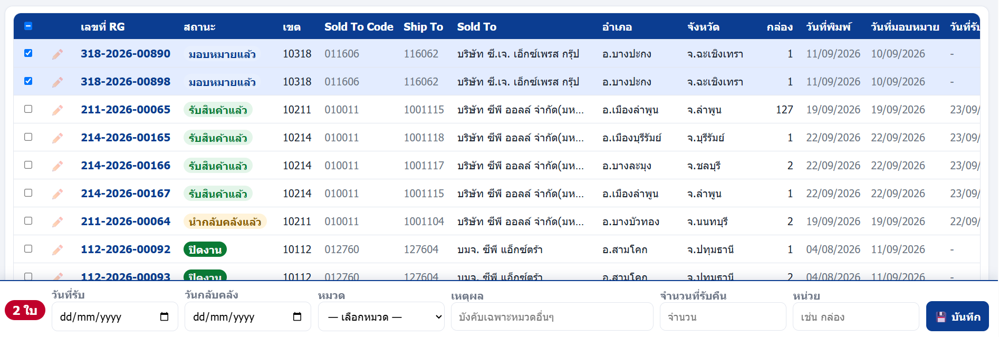 เลขที่ RG สถานะ เขต Sold To Code Ship To Sold To อำเภอ จังหวัด กล่อง วันที่พิมพ์ วันที่มอบหมาย วันที่รับ
318-2026-00890 มอบหมายแล้ว 10318 011606 116062 บริษัท ซี.เจ. เอ็กซ์เพรส กรุ๊ป อ.บางปะกง จ.ฉะเชิงเทรา 1 11/09/2026 10/09/2026 -
318-2026-00898 มอบหมายแล้ว 10318 011606 116062 บริษัท ซี.เจ. เอ็กซ์เพรส กรุ๊ป อ.บางปะกง จ.ฉะเชิงเทรา 1 11/09/2026 10/09/2026 -
211-2026-00065 รับสินค้าแล้ว 10211 010011 1001115 บริษัท ซีพี ออลล์ จำกัด(มห... อ.เมืองลำพูน จ.ลำพูน 127 19/09/2026 19/09/2026 23/09/
214-2026-00165 รับสินค้าแล้ว 10214 010011 1001118 บริษัท ซีพี ออลล์ จำกัด(มห... อ.เมืองบุรีรัมย์ จ.บุรีรัมย์ 1 22/09/2026 22/09/2026 23/09/
214-2026-00166 รับสินค้าแล้ว 10214 010011 1001117 บริษัท ซีพี ออลล์ จำกัด(มห... อ.บางละมุง จ.ชลบุรี 2 22/09/2026 22/09/2026 23/09/
214-2026-00167 รับสินค้าแล้ว 10214 010011 1001115 บริษัท ซีพี ออลล์ จำกัด(มห... อ.เมืองลำพูน จ.ลำพูน 1 22/09/2026 22/09/2026 23/09/
211-2026-00064 นำกลับคลังแล้ว 10211 010011 1001104 บริษัท ซีพี ออลล์ จำกัด(มห... อ.บางบัวทอง จ.นนทบุรี 2 19/09/2026 19/09/2026 22/09/
112-2026-00092 ปิดงาน 10112 012760 127604 บมจ. ซีพี แอ็กซ์ตร้า อ.สามโคก จ.ปทุมธานี 1 04/08/2026 11/09/2026 -
112-2026-00093 ปิดงาน 10112 012760 127604 บมจ. ซีพี แอ็กซ์ตร้า อ.สามโคก จ.ปทุมธานี 2 04/08/2026 11/09/2026 -
วันที่รับ วันกลับคลัง หมวด เหตุผล จำนวนที่รับคืน หน่วย
2 ใบ dd/mm/yyyy dd/mm/yyyy — เลือกหมวด — บังคับเฉพาะหมวดอื่นๆ จำนวน เช่น กล่อง บันทึก